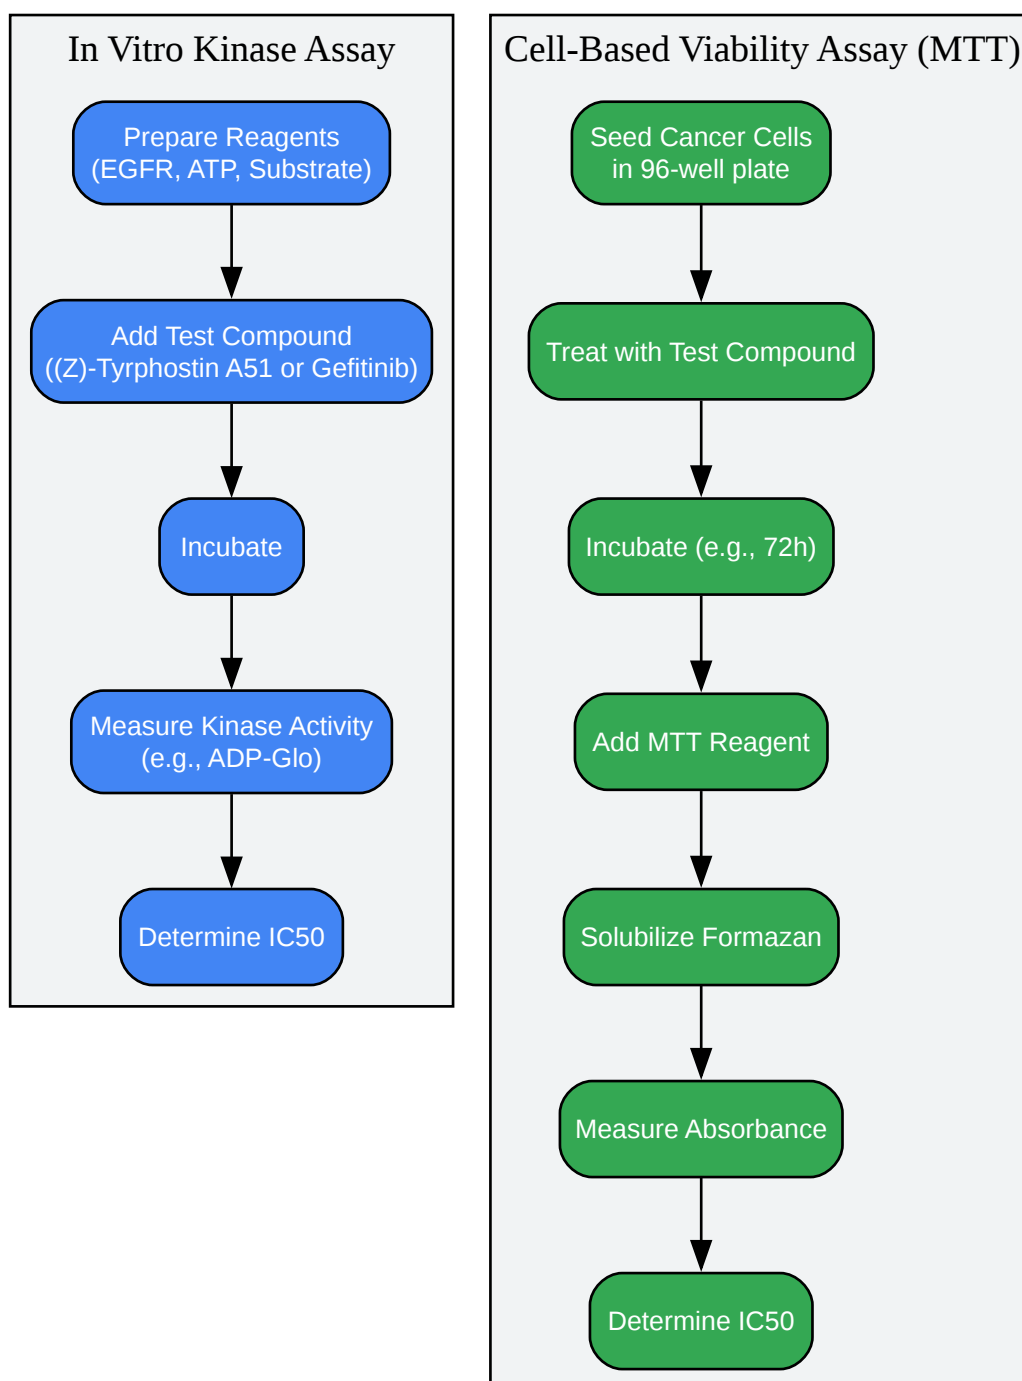 In Vitro Kinase Assay
Prepare Reagents
(EGFR, ATP, Substrate)
Add Test Compound
((Z)-Tyrphostin A51 or Gefitinib)
Incubate
Measure Kinase Activity
(e.g., ADP-Glo)
Determine IC50
Cell-Based Viability Assay (MTT)
Seed Cancer Cells
in 96-well plate
Treat with Test Compound
Incubate (e.g., 72h)
Add MTT Reagent
Solubilize Formazan
Measure Absorbance
Determine IC50